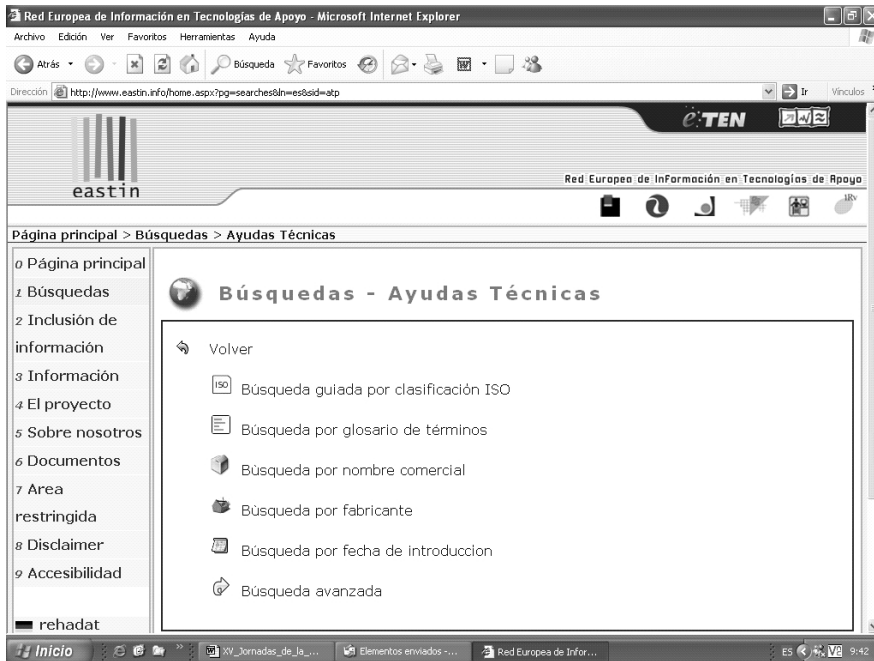 Red Europea de Información en Tecnologías de Apoyo - Microsoft Internet Explorer
Archivo Edición Ver Favoritos Herramientas Ayuda
Atrás Búsqueda Favoritos
Dirección http://www.eastin.info/home.aspx?pg=searches&ln=es&sid=atp Ir Vínculos
e·TEN
eastin
Red Europea de Información en Tecnologías de Apoyo
Página principal > Búsquedas > Ayudas Técnicas
0 Página principal
1 Búsquedas
2 Inclusión de
información
3 Información
4 El proyecto
5 Sobre nosotros
6 Documentos
7 Area
restringida
8 Disclaimer
9 Accesibilidad
rehadat
Búsquedas - Ayudas Técnicas
Volver
ISO Búsqueda guiada por clasificación ISO
Búsqueda por glosario de términos
Bùsqueda por nombre comercial
Bùsqueda por fabricante
Búsqueda por fecha de introduccion
Búsqueda avanzada
Inicio XV_Jornadas_de_la_... Elementos enviados -... Red Europea de Infor... ES 9:42